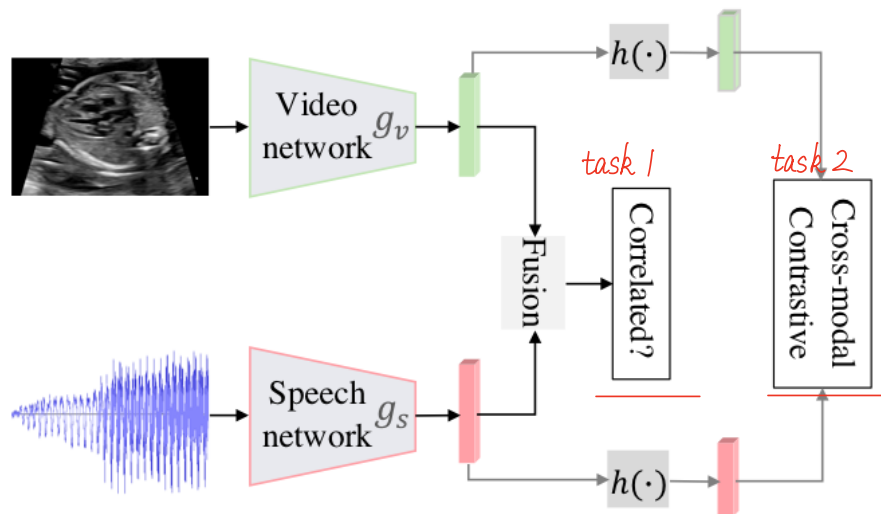 h(·)
Video
network g_v
task 1
task 2
Fusion
Correlated?
Cross-modal
Contrastive
Speech
network g_s
h(·)